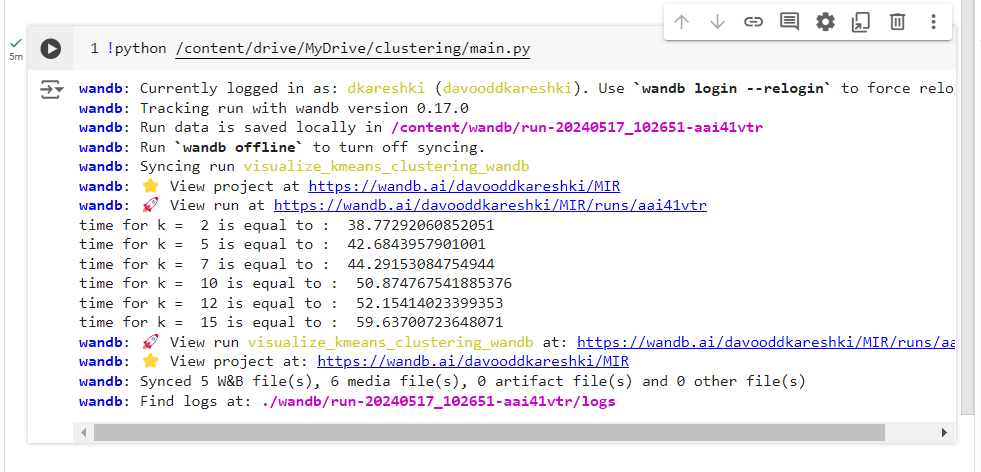 5m
1 !python /content/drive/MyDrive/clustering/main.py
wandb: Currently logged in as: dkareshki (davooddkareshki). Use `wandb login --relogin` to force relo
wandb: Tracking run with wandb version 0.17.0
wandb: Run data is saved locally in /content/wandb/run-20240517_102651-aai41vtr
wandb: Run `wandb offline` to turn off syncing.
wandb: Syncing run visualize_kmeans_clustering_wandb
wandb: ⭐ View project at https://wandb.ai/davooddkareshki/MIR
wandb: 🚀 View run at https://wandb.ai/davooddkareshki/MIR/runs/aai41vtr
time for k =  2 is equal to :  38.77292060852051
time for k =  5 is equal to :  42.6843957901001
time for k =  7 is equal to :  44.29153084754944
time for k =  10 is equal to :  50.874767541885376
time for k =  12 is equal to :  52.15414023399353
time for k =  15 is equal to :  59.63700723648071
wandb: 🚀 View run visualize_kmeans_clustering_wandb at: https://wandb.ai/davooddkareshki/MIR/runs/aa
wandb: ⭐ View project at: https://wandb.ai/davooddkareshki/MIR
wandb: Synced 5 W&B file(s), 6 media file(s), 0 artifact file(s) and 0 other file(s)
wandb: Find logs at: ./wandb/run-20240517_102651-aai41vtr/logs